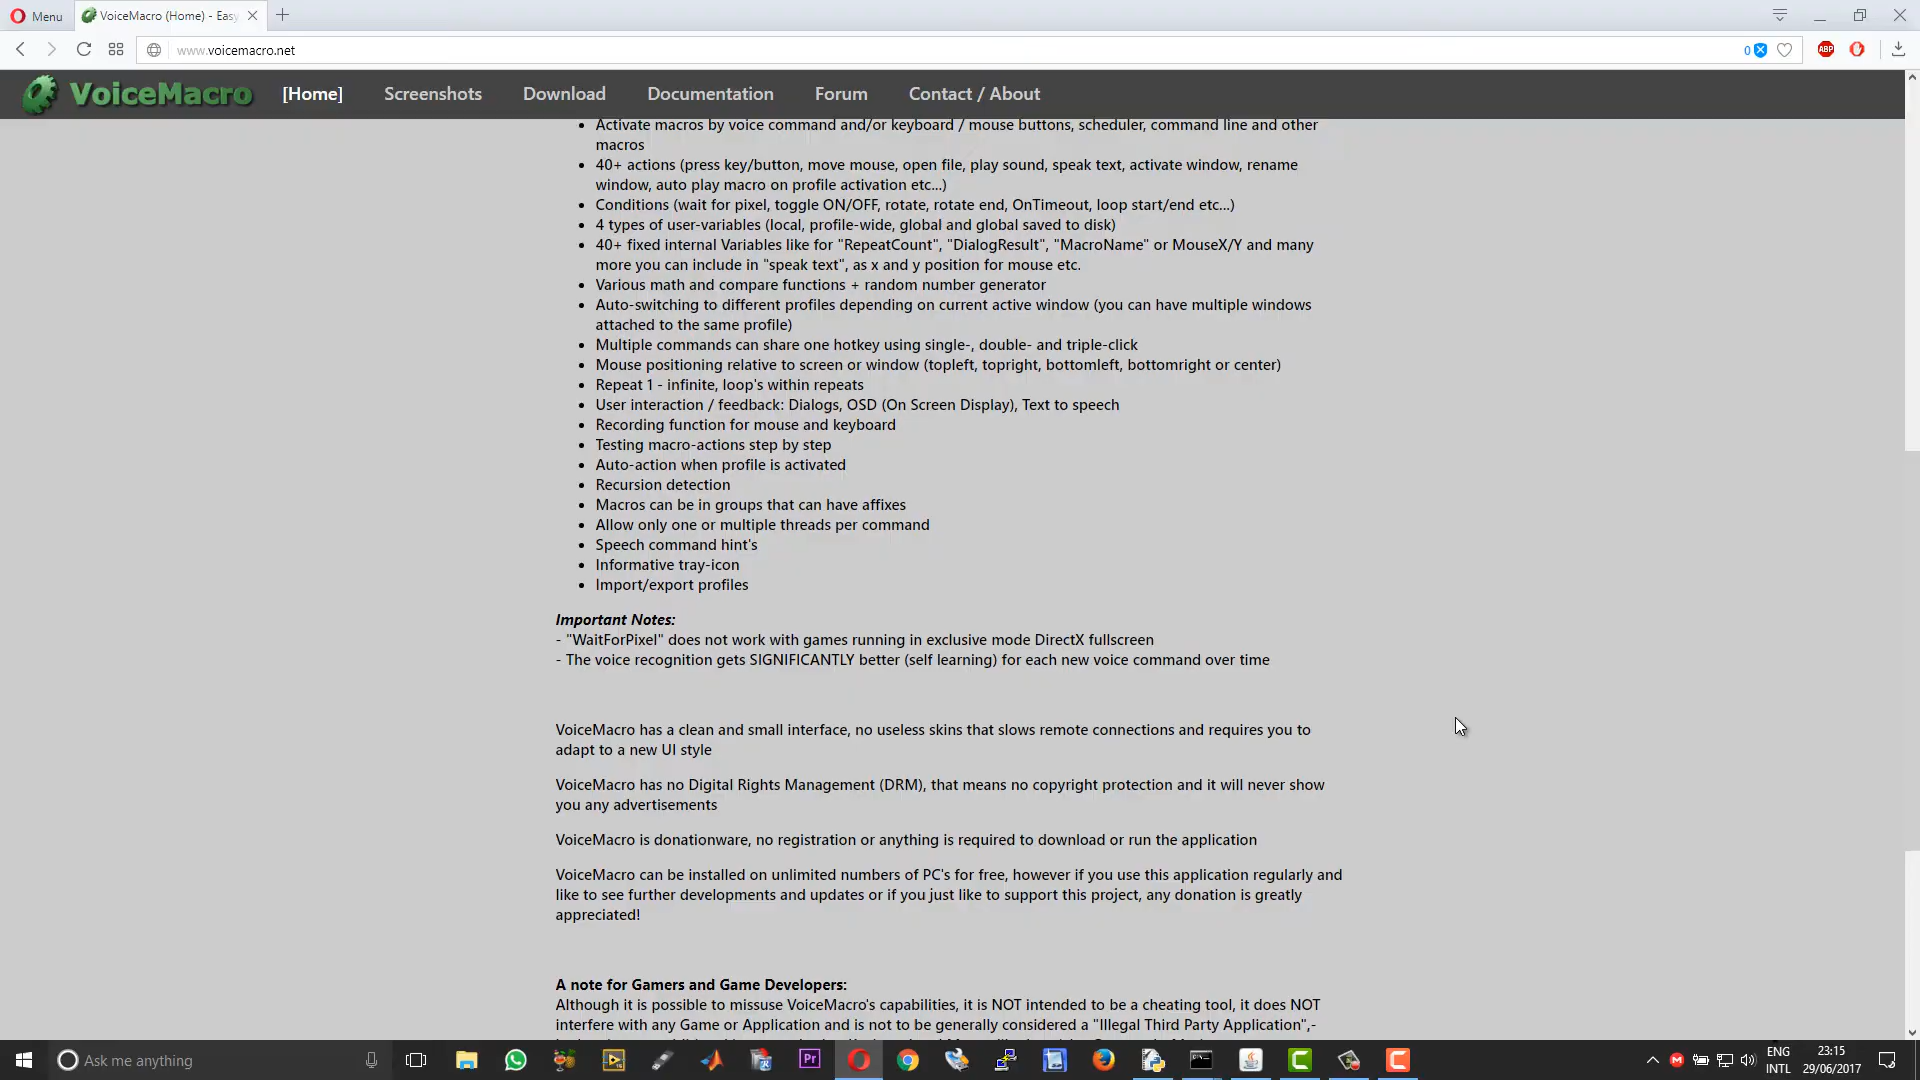 Menu
VoiceMacro (Home) - Easy
www.voicemacro.net
0
ABP
VoiceMacro
[Home]
Screenshots
Download
Documentation
Forum
Contact / About
Activate macros by voice command and/or keyboard / mouse buttons, scheduler, command line and other
macros
40+ actions (press key/button, move mouse, open file, play sound, speak text, activate window, rename
window, auto play macro on profile activation etc...)
Conditions (wait for pixel, toggle ON/OFF, rotate, rotate end, OnTimeout, loop start/end etc...)
4 types of user-variables (local, profile-wide, global and global saved to disk)
40+ fixed internal Variables like for "RepeatCount", "DialogResult", "MacroName" or MouseX/Y and many
more you can include in "speak text", as x and y position for mouse etc.
Various math and compare functions + random number generator
Auto-switching to different profiles depending on current active window (you can have multiple windows
attached to the same profile)
Multiple commands can share one hotkey using single-, double- and triple-click
Mouse positioning relative to screen or window (topleft, topright, bottomleft, bottomright or center)
Repeat 1 - infinite, loop's within repeats
User interaction / feedback: Dialogs, OSD (On Screen Display), Text to speech
Recording function for mouse and keyboard
Testing macro-actions step by step
Auto-action when profile is activated
Recursion detection
Macros can be in groups that can have affixes
Allow only one or multiple threads per command
Speech command hint's
Informative tray-icon
Import/export profiles
Important Notes:
- "WaitForPixel" does not work with games running in exclusive mode DirectX fullscreen
- The voice recognition gets SIGNIFICANTLY better (self learning) for each new voice command over time
VoiceMacro has a clean and small interface, no useless skins that slows remote connections and requires you to
adapt to a new UI style
VoiceMacro has no Digital Rights Management (DRM), that means no copyright protection and it will never show
you any advertisements
VoiceMacro is donationware, no registration or anything is required to download or run the application
VoiceMacro can be installed on unlimited numbers of PC's for free, however if you use this application regularly and
like to see further developments and updates or if you just like to support this project, any donation is greatly
appreciated!
A note for Gamers and Game Developers:
Although it is possible to missuse VoiceMacro's capabilities, it is NOT intended to be a cheating tool, it does NOT
interfere with any Game or Application and is not to be generally considered a "Illegal Third Party Application",-
Ask me anything
Pr
ENG
INTL
23:15
29/06/2017